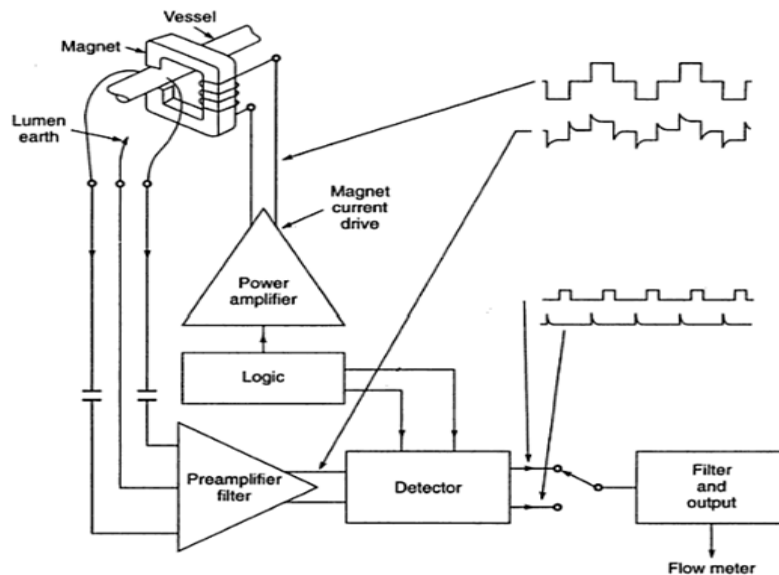 Vessel
Magnet
Lumen
earth
Magnet
current
drive
Power
amplifier
Logic
Preamplifier
filter
Detector
Filter
and
output
Flow meter